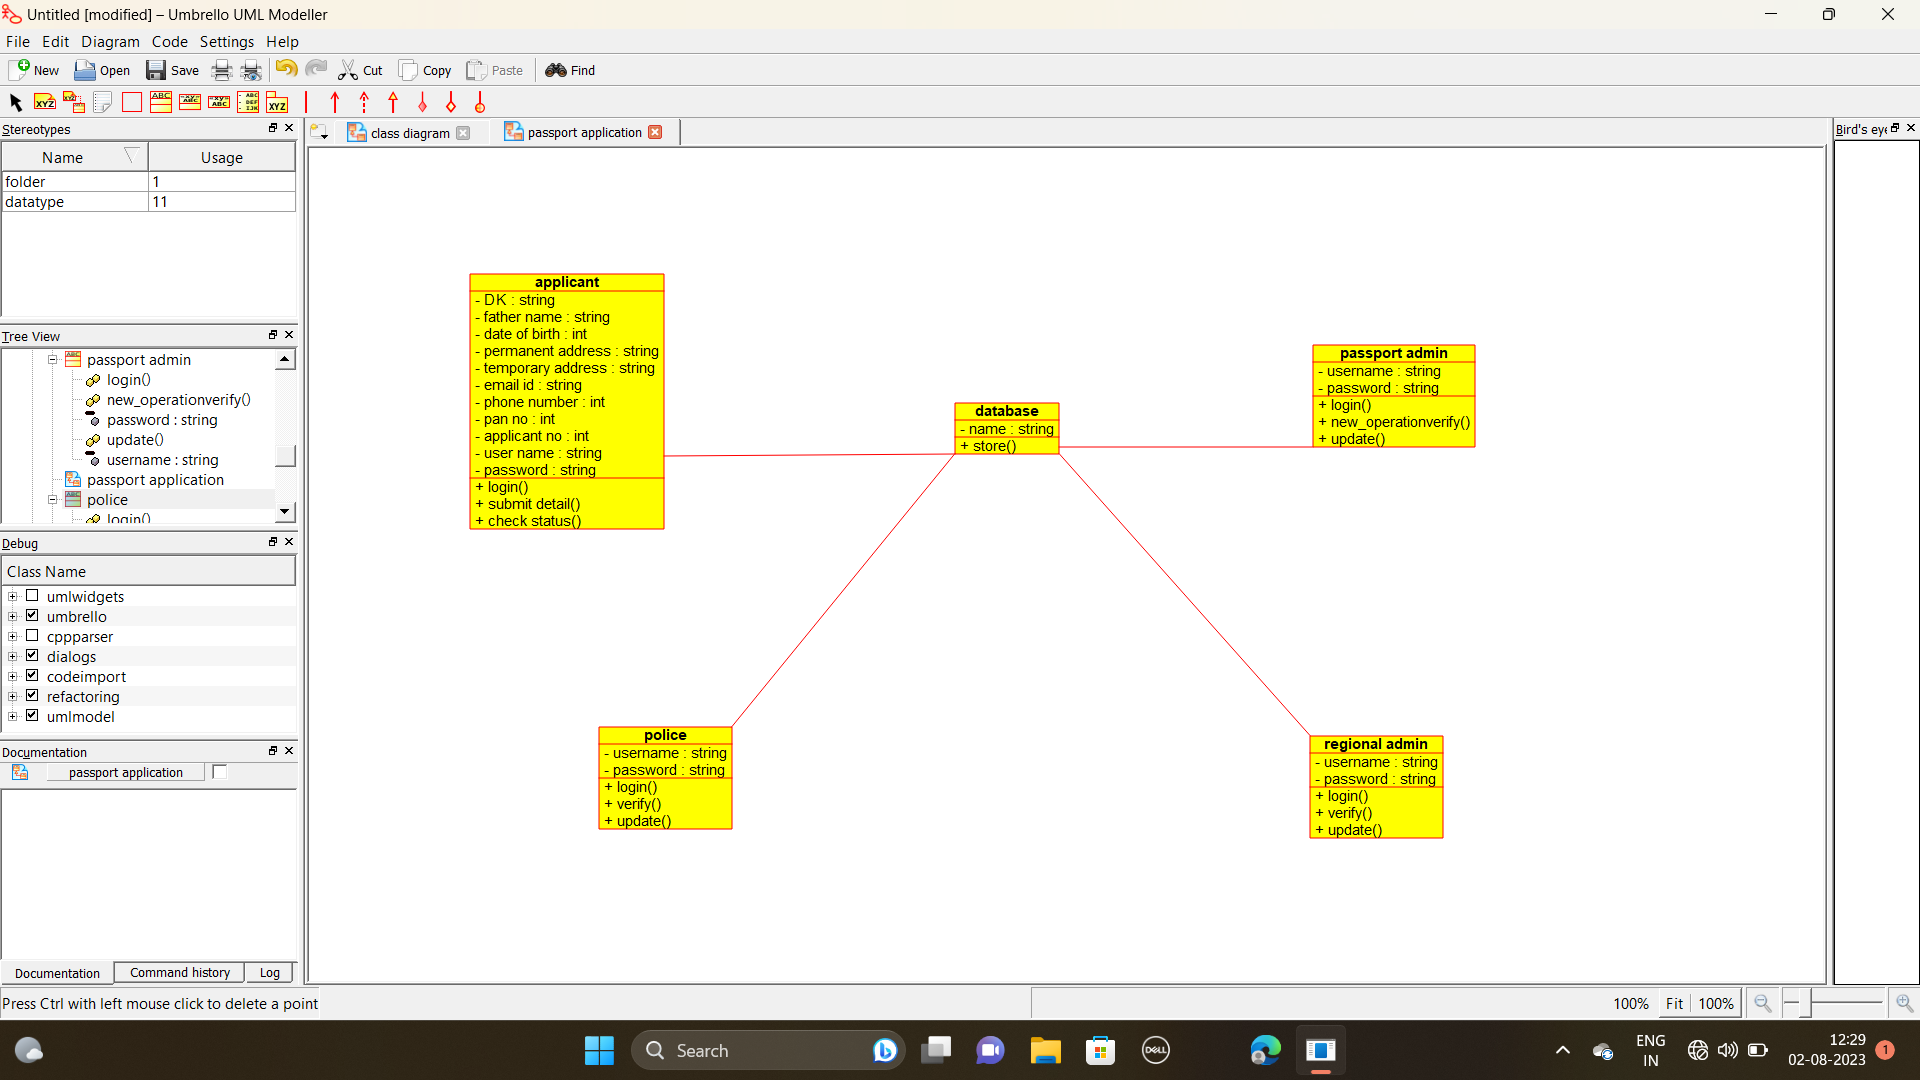 Untitled [modified] – Umbrello UML Modeller
File Edit Diagram Code Settings Help
New Open Save Cut Copy Paste Find
Stereotypes
Name Usage
folder 1
datatype 11
Tree View
passport admin
login()
new_operationverify()
password : string
update()
username : string
passport application
police
login()
Debug
Class Name
umlwidgets
umbrello
cppparser
dialogs
codeimport
refactoring
umlmodel
Documentation
passport application
Documentation Command history Log
class diagram passport application
applicant
- DK : string
- father name : string
- date of birth : int
- permanent address : string
- temporary address : string
- email id : string
- phone number : int
- pan no : int
- applicant no : int
- user name : string
- password : string
+ login()
+ submit detail()
+ check status()
database
- name : string
+ store()
passport admin
- username : string
- password : string
+ login()
+ new_operationverify()
+ update()
police
- username : string
- password : string
+ login()
+ verify()
+ update()
regional admin
- username : string
- password : string
+ login()
+ verify()
+ update()
Bird's eye
Press Ctrl with left mouse click to delete a point
100% Fit 100%
Search
DELL
ENG
IN
12:29
02-08-2023
1